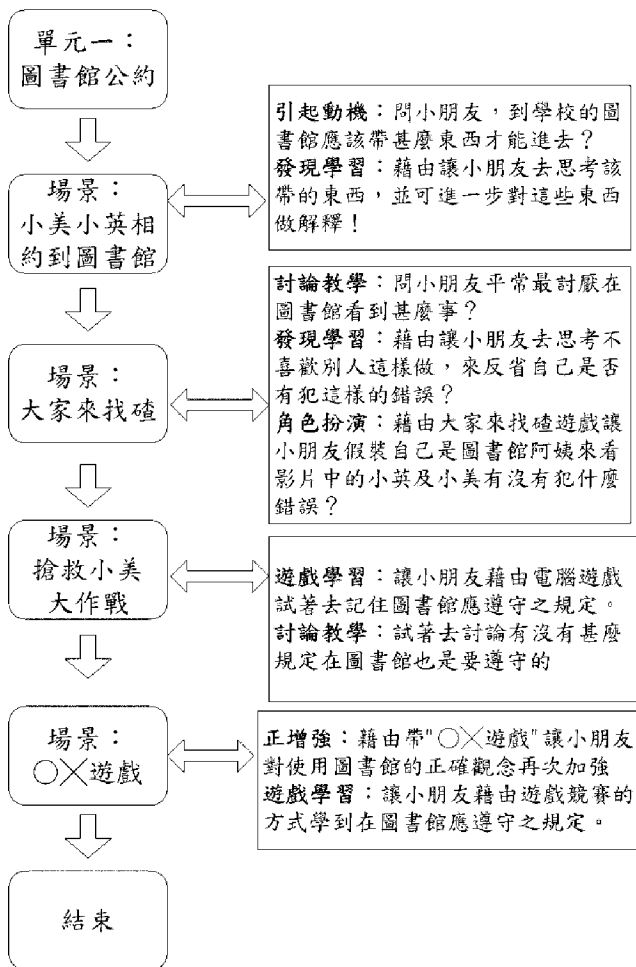 單元一：
圖書館公約
引起動機：問小朋友，到學校的圖
書館應該帶甚麼東西才能進去？
發現學習：藉由讓小朋友去思考該
帶的東西，並可進一步對這些東西
做解釋！
場景：
小美小英相
約到圖書館
討論教學：問小朋友平常最討厭在
圖書館看到甚麼事？
發現學習：藉由讓小朋友去思考不
喜歡別人這樣做，來反省自己是否
有犯這樣的錯誤？
角色扮演：藉由大家來找碴遊戲讓
小朋友假裝自己是圖書館阿姨來看
影片中的小英及小美有沒有犯什麼
錯誤？
場景：
大家來找碴
場景：
搶救小美
大作戰
遊戲學習：讓小朋友藉由電腦遊戲
試著去記住圖書館應遵守之規定。
討論教學：試著去討論有沒有甚麼
規定在圖書館也是要遵守的
場景：
○×遊戲
正增強：藉由帶"○×遊戲"讓小朋友
對使用圖書館的正確觀念再次加強
遊戲學習：讓小朋友藉由遊戲競賽的
方式學到在圖書館應遵守之規定。
結束